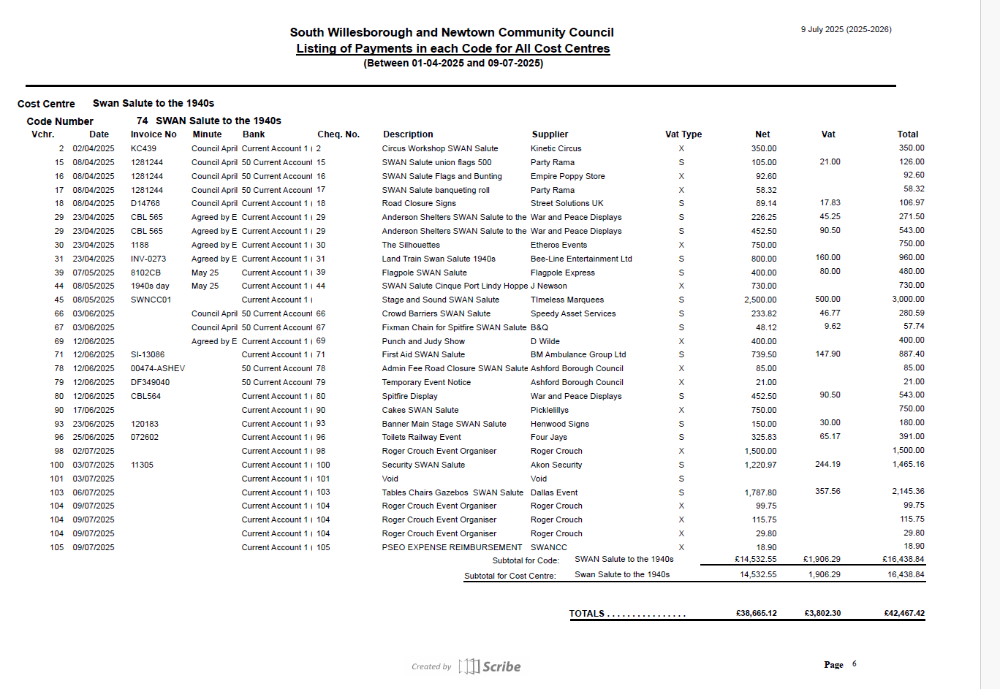 9 July 2025 (2025-2026)
South Willesborough and Newtown Community Council
Listing of Payments in each Code for All Cost Centres
(Between 01-04-2025 and 09-07-2025)
Cost Centre Swan Salute to the 1940s
Code Number 74 SWAN Salute to the 1940s
Vchr. Date Invoice No Minute Bank Cheq. No. Description Supplier Vat Type Net Vat Total
2 02/04/2025 KC439 Council April Current Account 1 ( 2 Circus Workshop SWAN Salute Kinetic Circus X 350.00 350.00
15 08/04/2025 1281244 Council April 50 Current Account 15 SWAN Salute union flags 500 Party Rama S 105.00 21.00 126.00
16 08/04/2025 1281244 Council April 50 Current Account 16 SWAN Salute Flags and Bunting Empire Poppy Store X 92.60 92.60
17 08/04/2025 1281244 Council April 50 Current Account 17 SWAN Salute banqueting roll Party Rama X 58.32 58.32
18 08/04/2025 D14768 Council April Current Account 1 ( 18 Road Closure Signs Street Solutions UK S 89.14 17.83 106.97
29 23/04/2025 CBL 565 Agreed by E Current Account 1 ( 29 Anderson Shelters SWAN Salute to the War and Peace Displays S 226.25 45.25 271.50
29 23/04/2025 CBL 565 Agreed by E Current Account 1 ( 29 Anderson Shelters SWAN Salute to the War and Peace Displays S 452.50 90.50 543.00
30 23/04/2025 1188 Agreed by E Current Account 1 ( 30 The Silhouettes Etheros Events X 750.00 750.00
31 23/04/2025 INV-0273 Agreed by E Current Account 1 ( 31 Land Train Swan Salute 1940s Bee-Line Entertainment Ltd S 800.00 160.00 960.00
39 07/05/2025 8102CB May 25 Current Account 1 ( 39 Flagpole SWAN Salute Flagpole Express S 400.00 80.00 480.00
44 08/05/2025 1940s day May 25 Current Account 1 ( 44 SWAN Salute Cinque Port Lindy Hoppe J Newson X 730.00 730.00
45 08/05/2025 SWNCC01 Current Account 1 ( Stage and Sound SWAN Salute TImeless Marquees S 2,500.00 500.00 3,000.00
66 03/06/2025 Council April 50 Current Account 66 Crowd Barriers SWAN Salute Speedy Asset Services S 233.82 46.77 280.59
67 03/06/2025 Council April 50 Current Account 67 Fixman Chain for Spitfire SWAN Salute B&Q S 48.12 9.62 57.74
69 12/06/2025 Agreed by E Current Account 1 ( 69 Punch and Judy Show D Wilde X 400.00 400.00
71 12/06/2025 SI-13086 Current Account 1 ( 71 First Aid SWAN Salute BM Ambulance Group Ltd S 739.50 147.90 887.40
78 12/06/2025 00474-ASHEV 50 Current Account 78 Admin Fee Road Closure SWAN Salute Ashford Borough Council X 85.00 85.00
79 12/06/2025 DF349040 50 Current Account 79 Temporary Event Notice Ashford Borough Council X 21.00 21.00
80 12/06/2025 CBL564 Current Account 1 ( 80 Spitfire Display War and Peace Displays S 452.50 90.50 543.00
90 17/06/2025 Current Account 1 ( 90 Cakes SWAN Salute Picklelillys X 750.00 750.00
93 23/06/2025 120183 Current Account 1 ( 93 Banner Main Stage SWAN Salute Henwood Signs S 150.00 30.00 180.00
96 25/06/2025 072602 Current Account 1 ( 96 Toilets Railway Event Four Jays S 325.83 65.17 391.00
98 02/07/2025 Current Account 1 ( 98 Roger Crouch Event Organiser Roger Crouch X 1,500.00 1,500.00
100 03/07/2025 11305 Current Account 1 ( 100 Security SWAN Salute Akon Security S 1,220.97 244.19 1,465.16
101 03/07/2025 Current Account 1 ( 101 Void Void S
103 06/07/2025 Current Account 1 ( 103 Tables Chairs Gazebos SWAN Salute Dallas Event S 1,787.80 357.56 2,145.36
104 09/07/2025 Current Account 1 ( 104 Roger Crouch Event Organiser Roger Crouch X 99.75 99.75
104 09/07/2025 Current Account 1 ( 104 Roger Crouch Event Organiser Roger Crouch X 115.75 115.75
104 09/07/2025 Current Account 1 ( 104 Roger Crouch Event Organiser Roger Crouch X 29.80 29.80
105 09/07/2025 Current Account 1 ( 105 PSEO EXPENSE REIMBURSEMENT SWANCC X 18.90 18.90
Subtotal for Code: SWAN Salute to the 1940s £14,532.55 £1,906.29 £16,438.84
Subtotal for Cost Centre: Swan Salute to the 1940s 14,532.55 1,906.29 16,438.84
TOTALS . . . . . . . . . . . . . . . . £38,665.12 £3,802.30 £42,467.42
Created by Scribe
Page 6